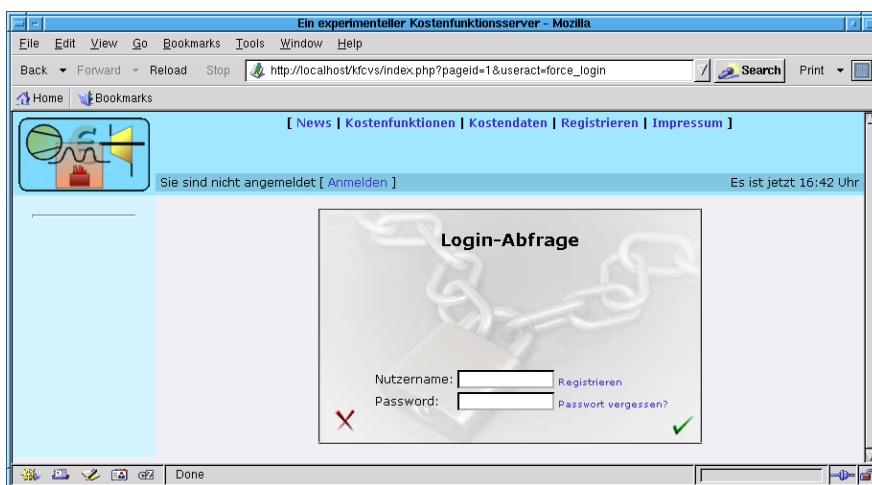 Ein experimenteller Kostenfunktionsserver - Mozilla
File Edit View Go Bookmarks Tools Window Help
Back Forward Reload Stop http://localhost/kfcvs/index.php?pageid=1&useract=force_login Search Print
Home Bookmarks
[ News | Kostenfunktionen | Kostendaten | Registrieren | Impressum ]
Sie sind nicht angemeldet [ Anmelden ] Es ist jetzt 16:42 Uhr
Login-Abfrage
Nutzername: Registrieren
Password: Passwort vergessen?
Done